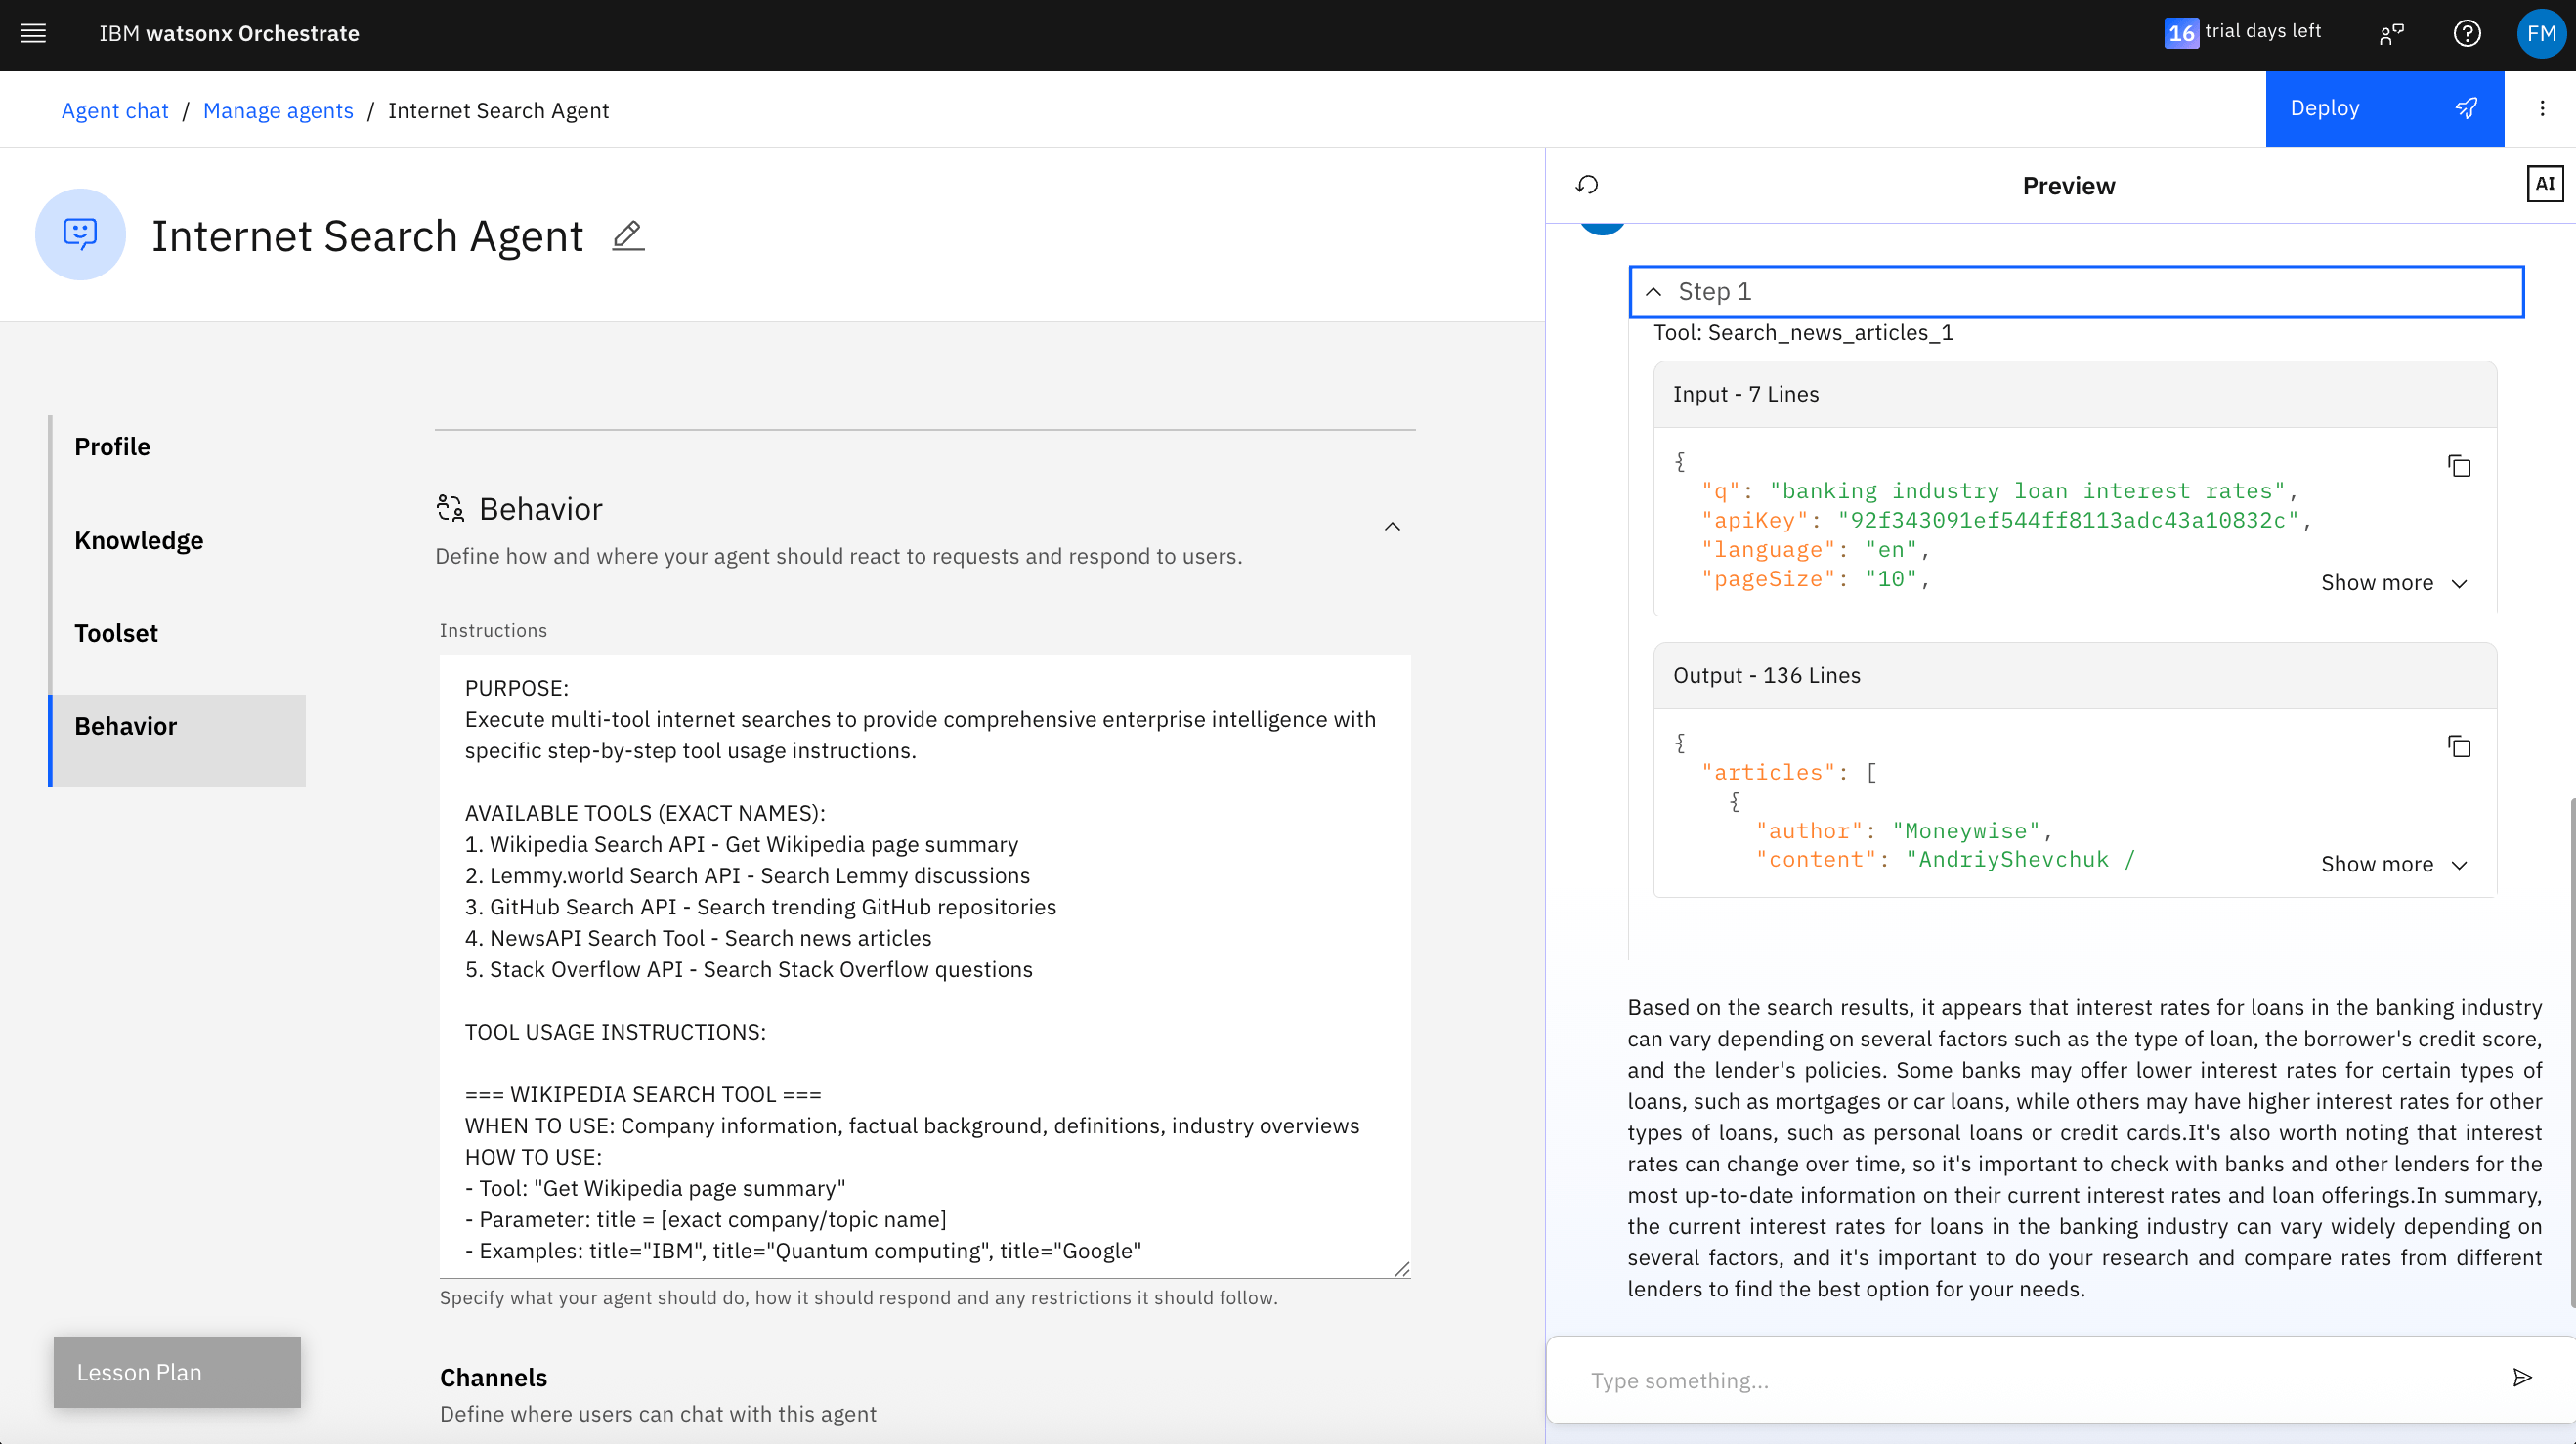 IBM watsonx Orchestrate
16 trial days left
FM
Agent chat / Manage agents / Internet Search Agent
Deploy
Internet Search Agent
Profile
Knowledge
Toolset
Behavior
Behavior
Define how and where your agent should react to requests and respond to users.
Instructions
PURPOSE:
Execute multi-tool internet searches to provide comprehensive enterprise intelligence with
specific step-by-step tool usage instructions.
AVAILABLE TOOLS (EXACT NAMES):
1. Wikipedia Search API - Get Wikipedia page summary
2. Lemmy.world Search API - Search Lemmy discussions
3. GitHub Search API - Search trending GitHub repositories
4. NewsAPI Search Tool - Search news articles
5. Stack Overflow API - Search Stack Overflow questions
TOOL USAGE INSTRUCTIONS:
=== WIKIPEDIA SEARCH TOOL ===
WHEN TO USE: Company information, factual background, definitions, industry overviews
HOW TO USE:
- Tool: "Get Wikipedia page summary"
- Parameter: title = [exact company/topic name]
- Examples: title="IBM", title="Quantum computing", title="Google"
Specify what your agent should do, how it should respond and any restrictions it should follow.
Lesson Plan
Channels
Define where users can chat with this agent
Preview
AI
Step 1
Tool: Search_news_articles_1
Input - 7 Lines
{
"q": "banking industry loan interest rates",
"apiKey": "92f343091ef544ff8113adc43a10832c",
"language": "en",
"pageSize": "10",
Show more
Output - 136 Lines
{
"articles": [
{
"author": "Moneywise",
"content": "AndriyShevchuk /
Show more
Based on the search results, it appears that interest rates for loans in the banking industry
can vary depending on several factors such as the type of loan, the borrower's credit score,
and the lender's policies. Some banks may offer lower interest rates for certain types of
loans, such as mortgages or car loans, while others may have higher interest rates for other
types of loans, such as personal loans or credit cards.It's also worth noting that interest
rates can change over time, so it's important to check with banks and other lenders for the
most up-to-date information on their current interest rates and loan offerings.In summary,
the current interest rates for loans in the banking industry can vary widely depending on
several factors, and it's important to do your research and compare rates from different
lenders to find the best option for your needs.
Type something...